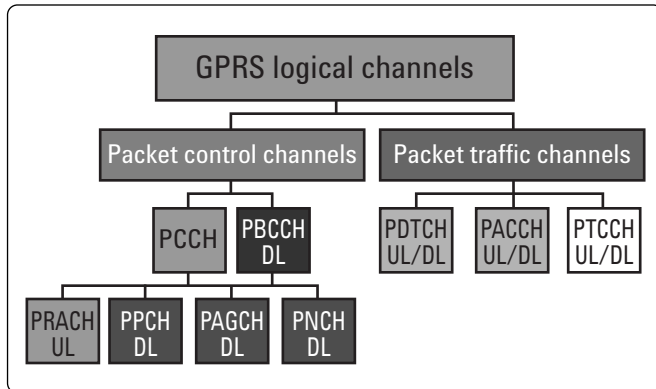 GPRS logical channels
Packet control channels
Packet traffic channels
PCCH
PBCCH
DL
PDTCH
UL/DL
PACCH
UL/DL
PTCCH
UL/DL
PRACH
UL
PPCH
DL
PAGCH
DL
PNCH
DL